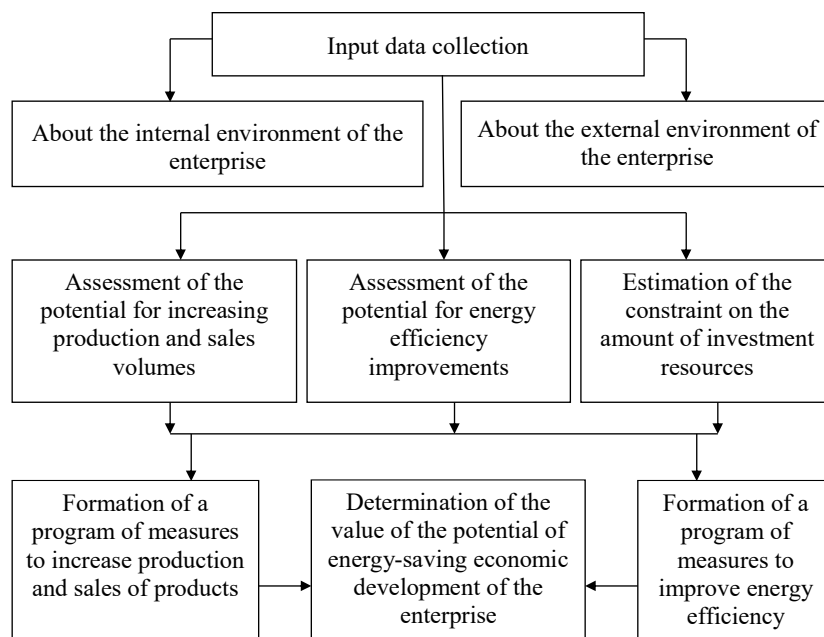 Input data collection
About the internal environment of the
enterprise
About the external environment of
the enterprise
Assessment of the
potential for increasing
production and sales
volumes
Assessment of the
potential for energy
efficiency
improvements
Estimation of the
constraint on the
amount of investment
resources
Formation of a
program of measures
to increase production
and sales of products
Determination of the
value of the potential of
energy-saving economic
development of the
enterprise
Formation of a
program of
measures to
improve energy
efficiency